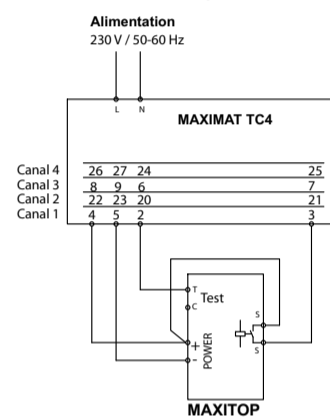 Alimentation
230 V / 50-60 Hz
L N
MAXIMAT TC4
Canal 4 26 27 24 25
Canal 3 8 9 6 7
Canal 2 22 23 20 21
Canal 1 4 5 2 3
T Test
C
S
+
-
POWER
S
MAXITOP